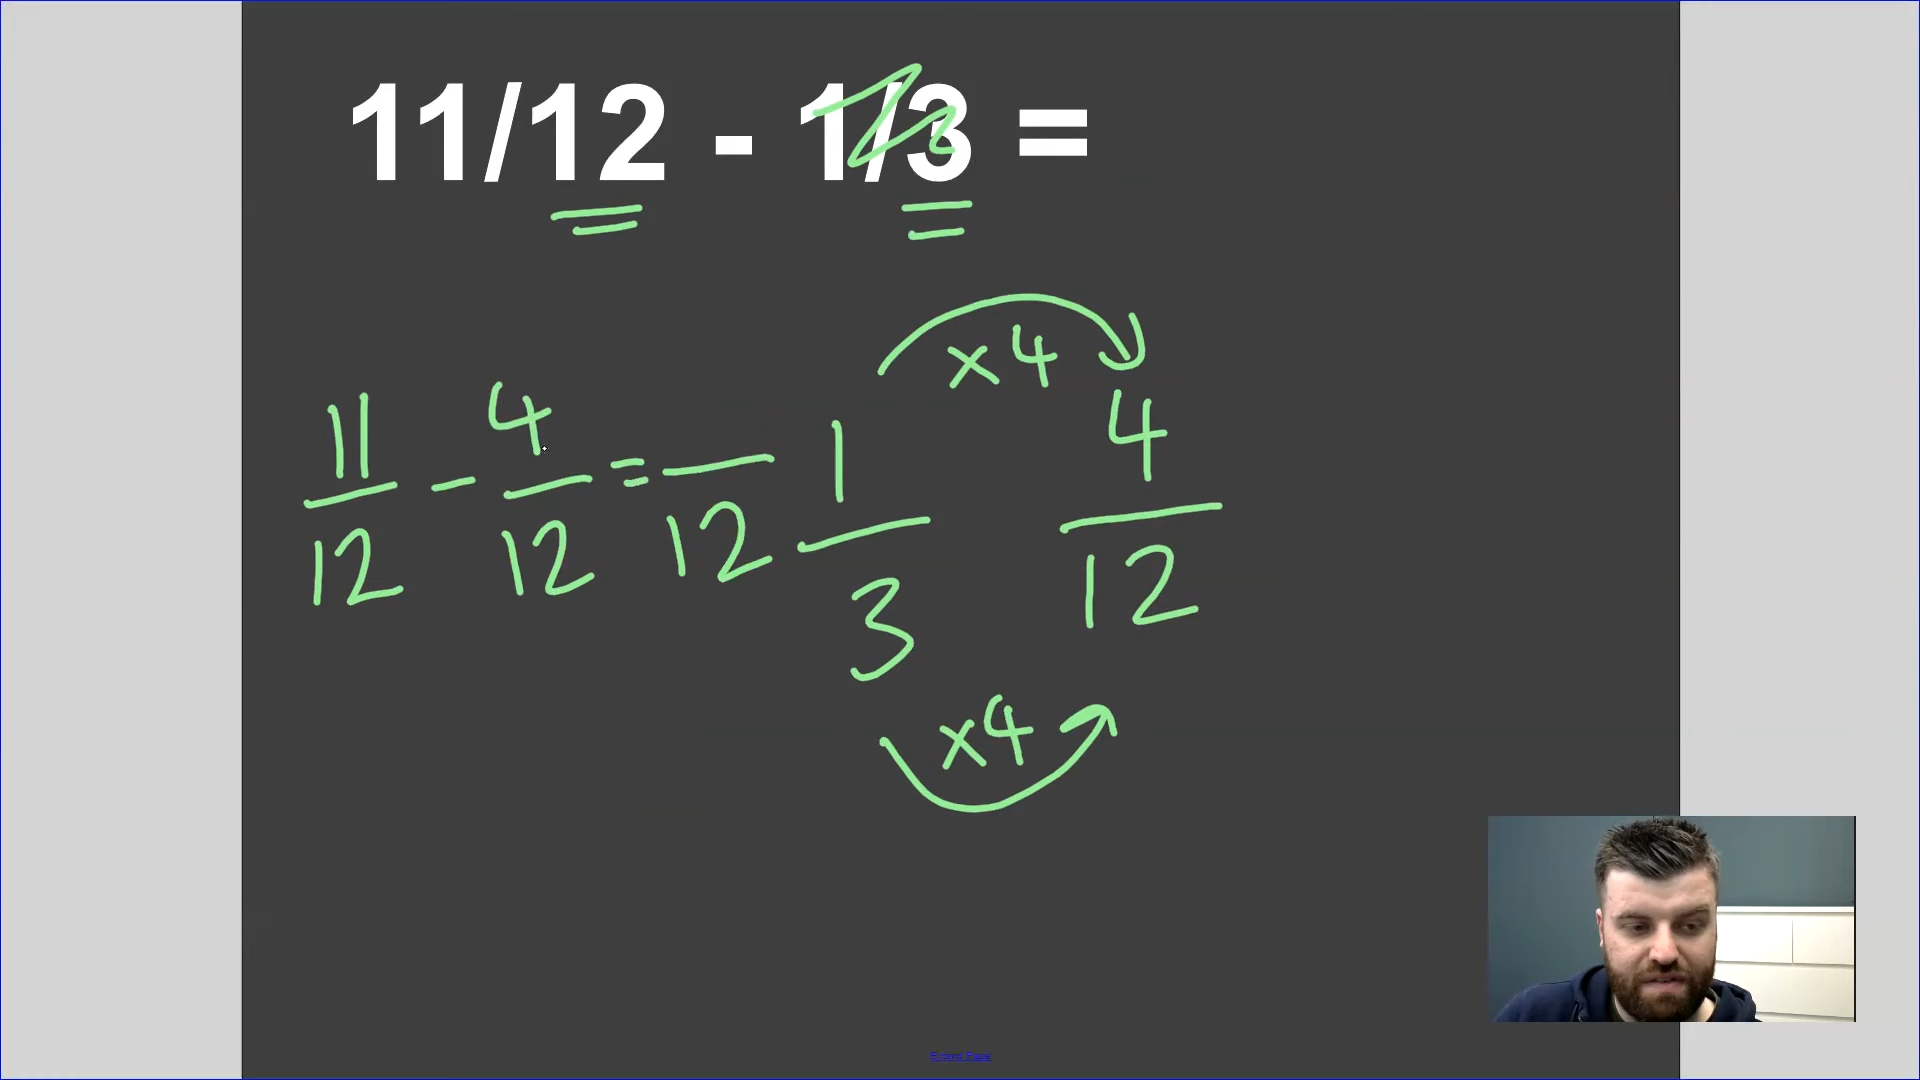 11/12 - 1/3 =
x4
11/12 - 4/12 = /12
1/3
4/12
x4